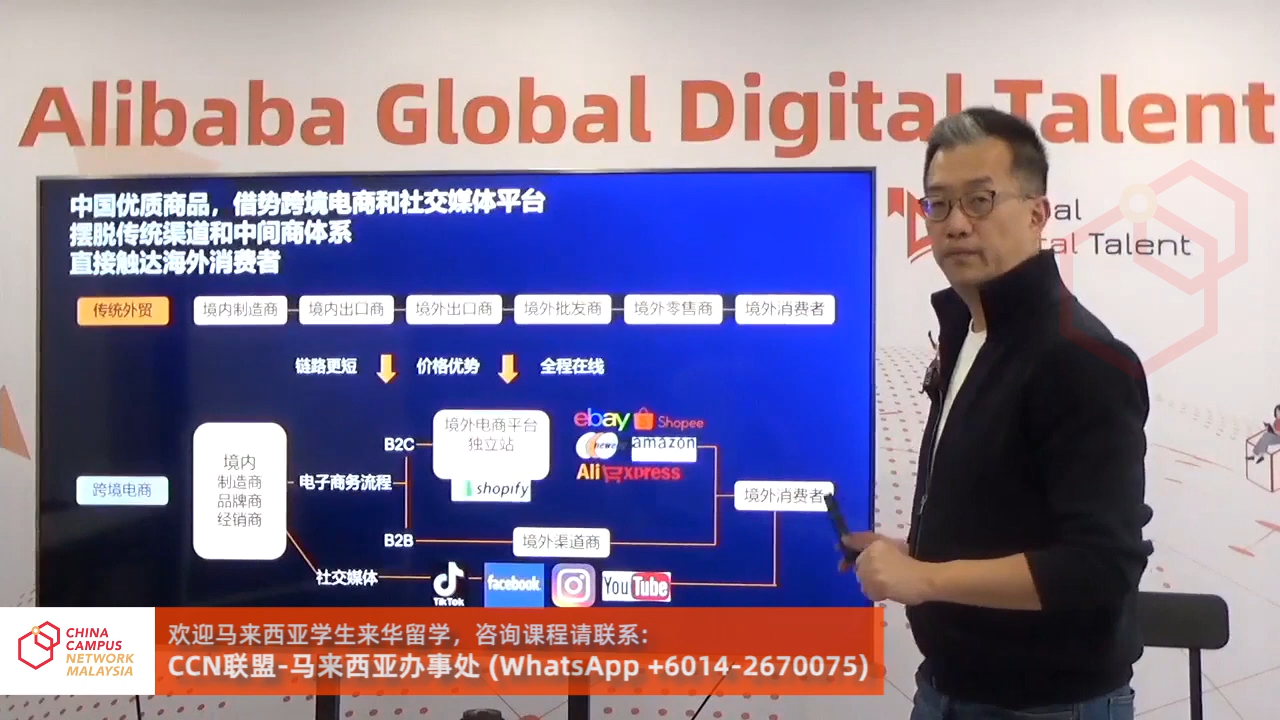 Alibaba Global Digital Talent
中国优质商品，借势跨境电商和社交媒体平台
摆脱传统渠道和中间商体系
直接触达海外消费者
传统外贸
境内制造商
境内出口商
境外出口商
境外批发商
境外零售商
境外消费者
链路更短
价格优势
全程在线
跨境电商
境内
制造商
品牌商
经销商
电子商务流程
B2C
境外电商平台
独立站
shopify
ebay
Shopee
amazon
B2B
境外渠道商
境外消费者
社交媒体
TikTok
facebook
YouTube
Talent
CHINA
CAMPUS
NETWORK
MALAYSIA
欢迎马来西亚学生来华留学，咨询课程请联系：
CCN联盟-马来西亚办事处 (WhatsApp +6014-2670075)